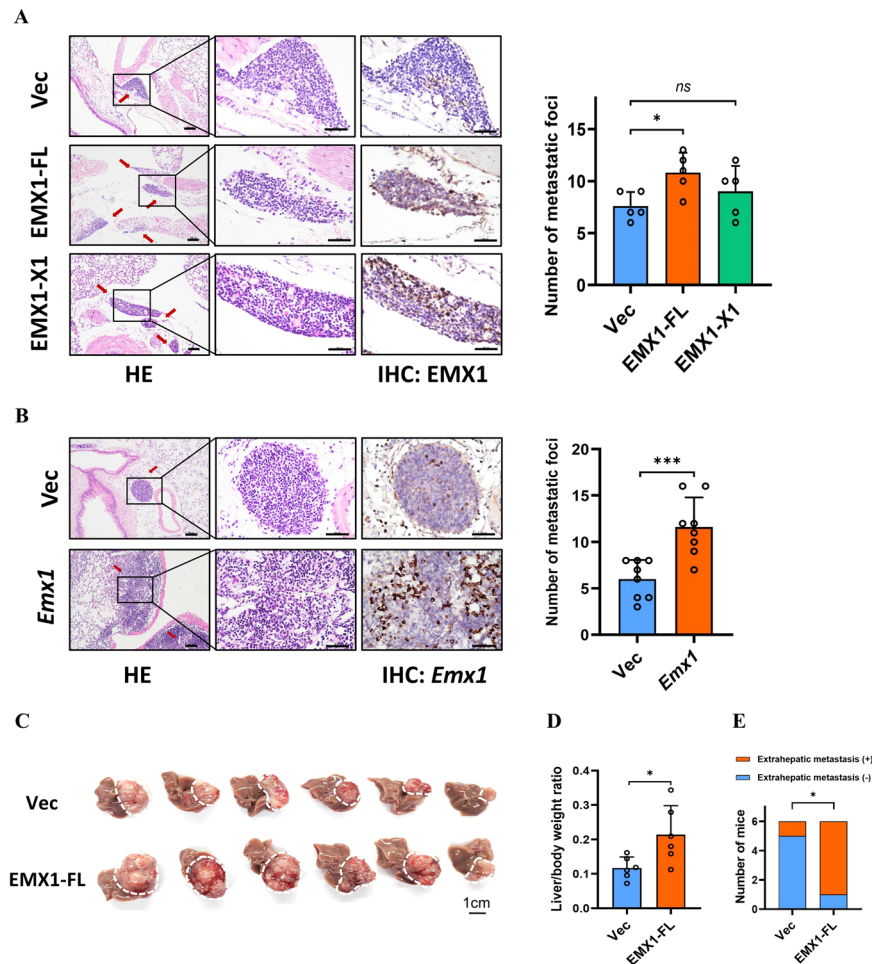 A
Vec
EMX1-FL
EMX1-X1
HE
IHC: EMX1
Number of metastatic foci
15
10
5
0
ns
*
Vec
EMX1-FL
EMX1-X1
B
Vec
Emx1
HE
IHC: Emx1
Number of metastatic foci
20
15
10
5
0
***
Vec
Emx1
C
Vec
EMX1-FL
1cm
D
Liver/body weight ratio
0.4
0.3
0.2
0.1
0.0
*
Vec
EMX1-FL
E
Extrahepatic metastasis (+)
Extrahepatic metastasis (-)
Number of mice
6
4
2
0
*
Vec
EMX1-FL